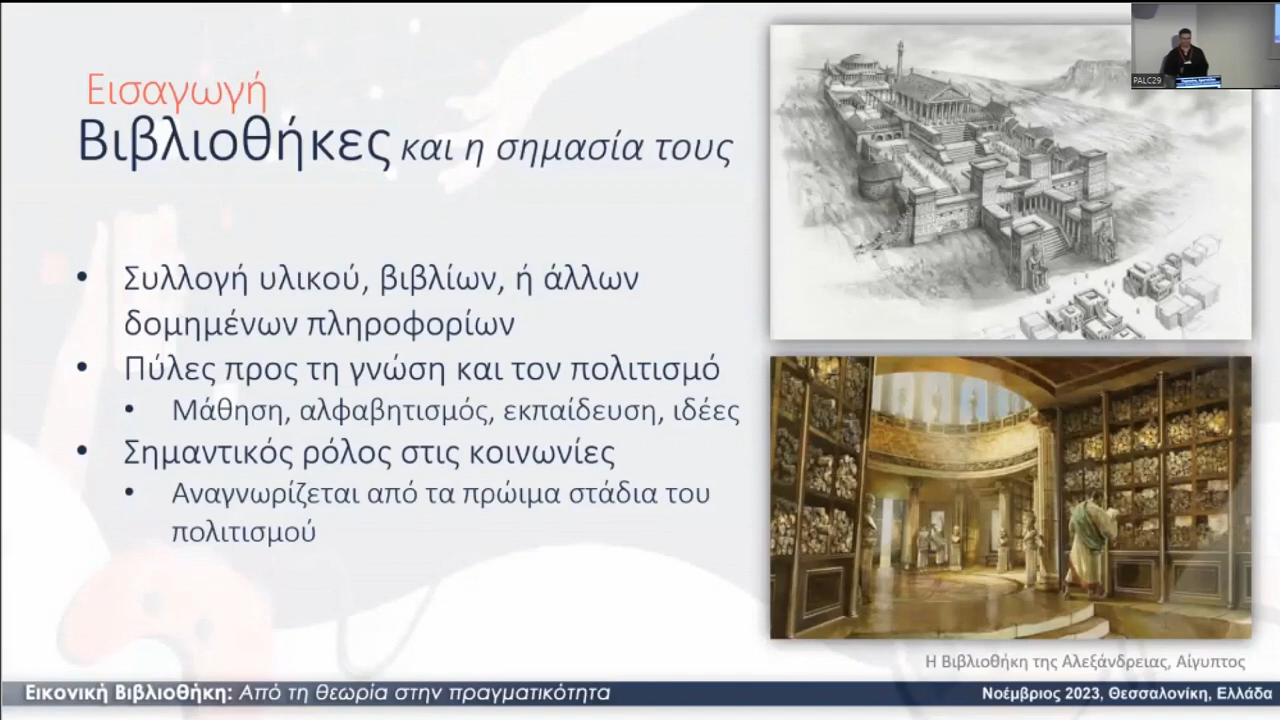 Εισαγωγή
Βιβλιοθήκες και η σημασία τους
• Συλλογή υλικού, βιβλίων, ή άλλων
δομημένων πληροφορίων
• Πύλες προς τη γνώση και τον πολιτισμό
• Μάθηση, αλφαβητισμός, εκπαίδευση, ιδέες
• Σημαντικός ρόλος στις κοινωνίες
• Αναγνωρίζεται από τα πρώιμα στάδια του
πολιτισμού
PALC29
Η Βιβλιοθήκη της Αλεξάνδρειας, Αίγυπτος
Εικονική Βιβλιοθήκη: Από τη θεωρία στην πραγματικότητα
Νοέμβριος 2023, Θεσσαλονίκη, Ελλάδα